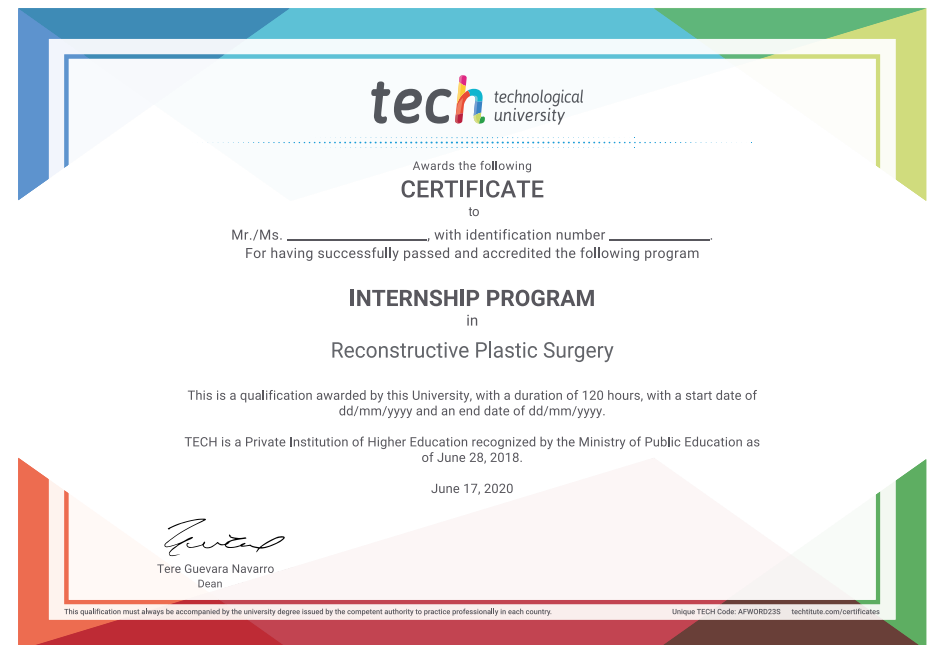 tech technological
university
Awards the following
CERTIFICATE
to
Mr./Ms. ____________________, with identification number ______________.
For having successfully passed and accredited the following program
INTERNSHIP PROGRAM
in
Reconstructive Plastic Surgery
This is a qualification awarded by this University, with a duration of 120 hours, with a start date of
dd/mm/yyyy and an end date of dd/mm/yyyy.
TECH is a Private Institution of Higher Education recognized by the Ministry of Public Education as
of June 28, 2018.
June 17, 2020
Tere Guevara Navarro
Dean
This qualification must always be accompanied by the university degree issued by the competent authority to practice professionally in each country.
Unique TECH Code: AFWORD23S techtitute.com/certificates